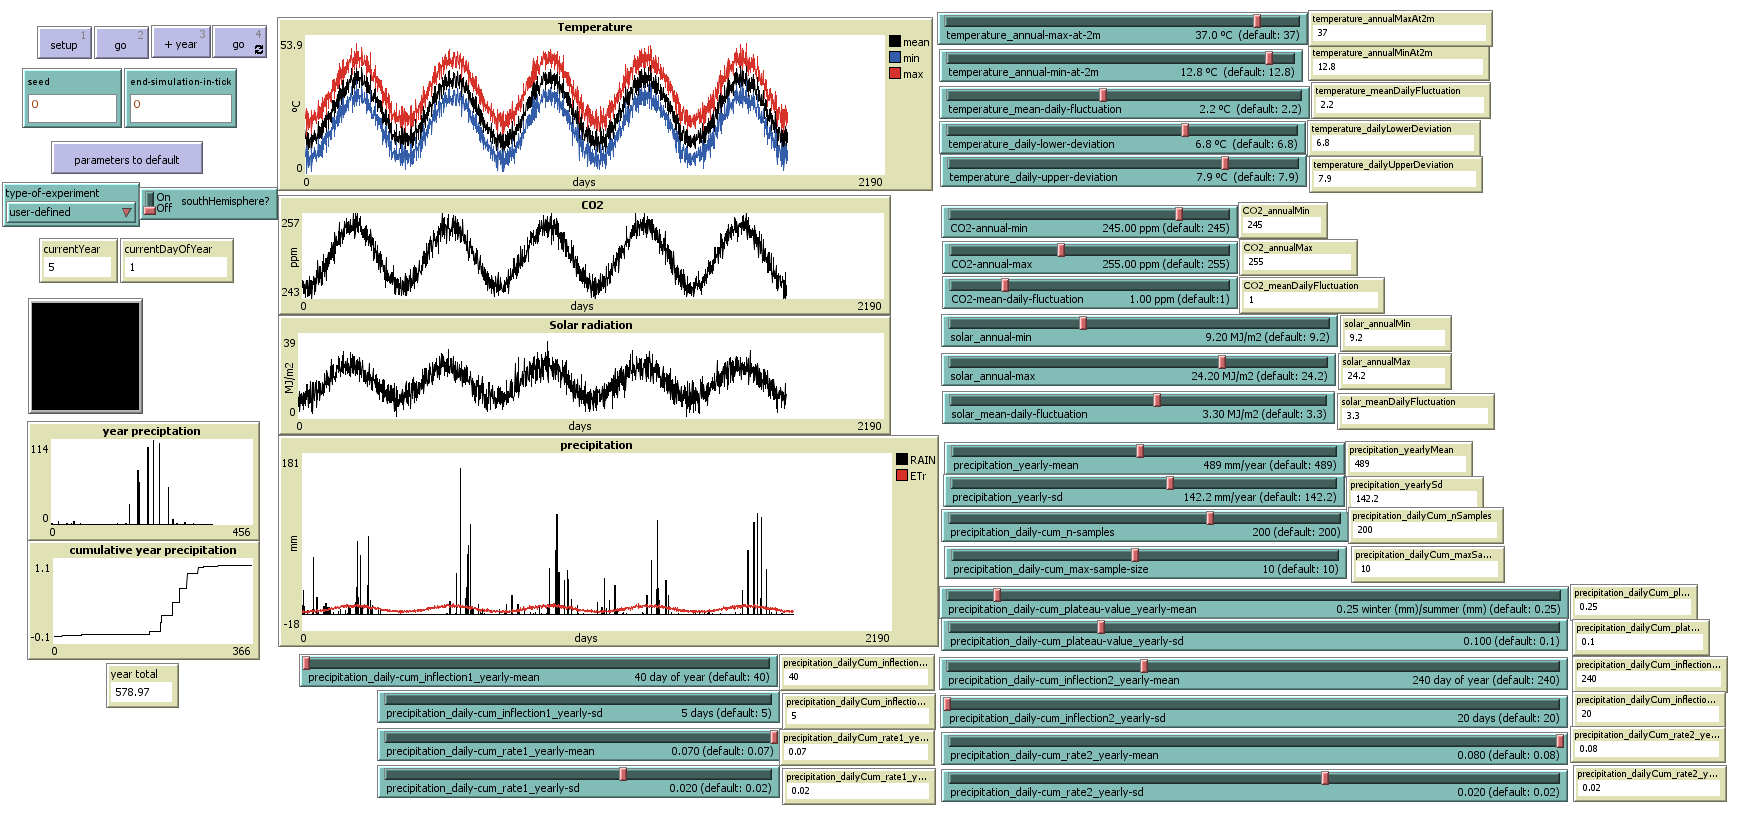 setup 1
go 2
+ year 3
go 4
seed
0
end-simulation-in-tick
0
parameters to default
type-of-experiment
user-defined
On
Off
southHemisphere?
currentYear
5
currentDayOfYear
1
year preciptation
114
0
0
456
cumulative year precipitation
1.1
-0.1
0
366
year total
578.97
Temperature
53.9
ºC
0
0
days
2190
mean
min
max
CO2
257
ppm
243
0
days
2190
Solar radiation
39
MJ/m2
0
0
days
2190
precipitation
181
mm
-18
0
days
2190
RAIN
ETr
precipitation_daily-cum_inflection1_yearly-mean 40 day of year (default: 40)
precipitation_dailyCum_inflection...
40
precipitation_daily-cum_inflection1_yearly-sd 5 days (default: 5)
precipitation_dailyCum_inflectio...
5
precipitation_daily-cum_rate1_yearly-mean 0.070 (default: 0.07)
precipitation_dailyCum_rate1_ye...
0.07
precipitation_daily-cum_rate1_yearly-sd 0.020 (default: 0.02)
precipitation_dailyCum_rate1_y...
0.02
temperature_annual-max-at-2m 37.0 ºC (default: 37)
temperature_annualMaxAt2m
37
temperature_annual-min-at-2m 12.8 ºC (default: 12.8)
temperature_annualMinAt2m
12.8
temperature_mean-daily-fluctuation 2.2 ºC (default: 2.2)
temperature_meanDailyFluctuation
2.2
temperature_daily-lower-deviation 6.8 ºC (default: 6.8)
temperature_dailyLowerDeviation
6.8
temperature_daily-upper-deviation 7.9 ºC (default: 7.9)
temperature_dailyUpperDeviation
7.9
CO2-annual-min 245.00 ppm (default: 245)
CO2_annualMin
245
CO2-annual-max 255.00 ppm (default: 255)
CO2_annualMax
255
CO2-mean-daily-fluctuation 1.00 ppm (default:1)
CO2_meanDailyFluctuation
1
solar_annual-min 9.20 MJ/m2 (default: 9.2)
solar_annualMin
9.2
solar_annual-max 24.20 MJ/m2 (default: 24.2)
solar_annualMax
24.2
solar_mean-daily-fluctuation 3.30 MJ/m2 (default: 3.3)
solar_meanDailyFluctuation
3.3
precipitation_yearly-mean 489 mm/year (default: 489)
precipitation_yearlyMean
489
precipitation_yearly-sd 142.2 mm/year (default: 142.2)
precipitation_yearlySd
142.2
precipitation_daily-cum_n-samples 200 (default: 200)
precipitation_dailyCum_nSamples
200
precipitation_daily-cum_max-sample-size 10 (default: 10)
precipitation_dailyCum_maxSa...
10
precipitation_daily-cum_plateau-value_yearly-mean 0.25 winter (mm)/summer (mm) (default: 0.25)
precipitation_dailyCum_pl...
0.25
precipitation_daily-cum_plateau-value_yearly-sd 0.100 (default: 0.1)
precipitation_dailyCum_plat...
0.1
precipitation_daily-cum_inflection2_yearly-mean 240 day of year (default: 240)
precipitation_dailyCum_inflection...
240
precipitation_daily-cum_inflection2_yearly-sd 20 days (default: 20)
precipitation_dailyCum_inflectio...
20
precipitation_daily-cum_rate2_yearly-mean 0.080 (default: 0.08)
precipitation_dailyCum_rate2_ye...
0.08
precipitation_daily-cum_rate2_yearly-sd 0.020 (default: 0.02)
precipitation_dailyCum_rate2_y...
0.02